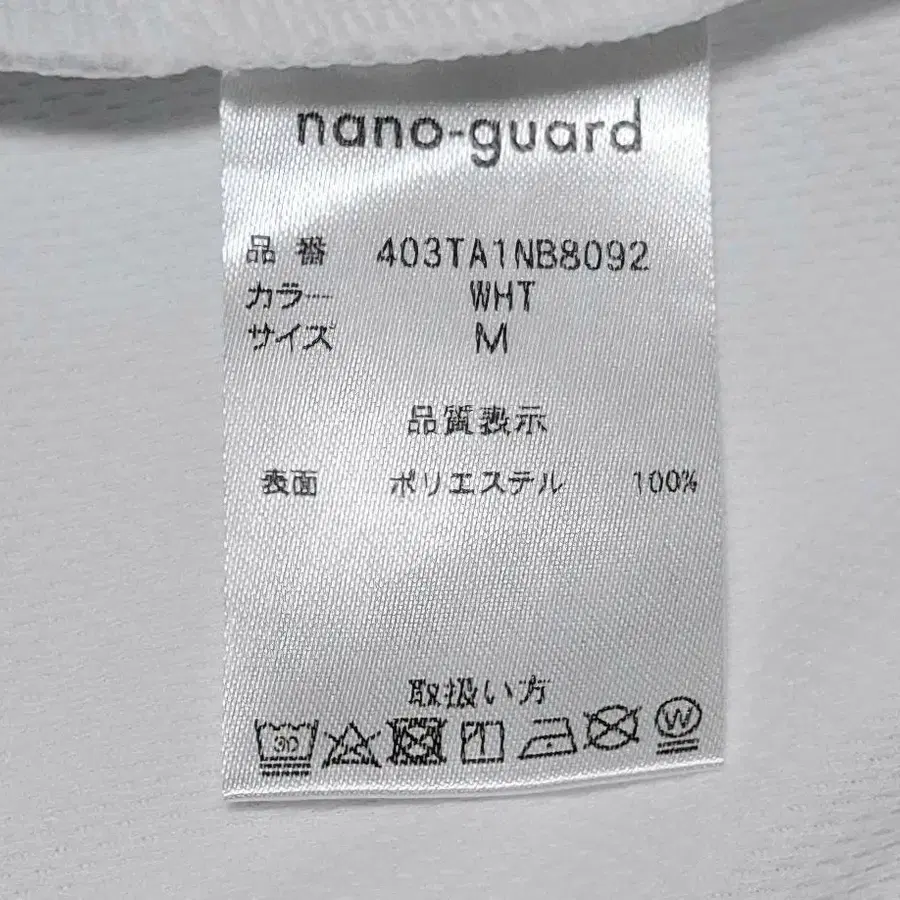 nano-guard
品番 403TA1NB8092
カラー WHT
サイズ M
品質表示
表面 ポリエステル 100%
取扱い方
30 W